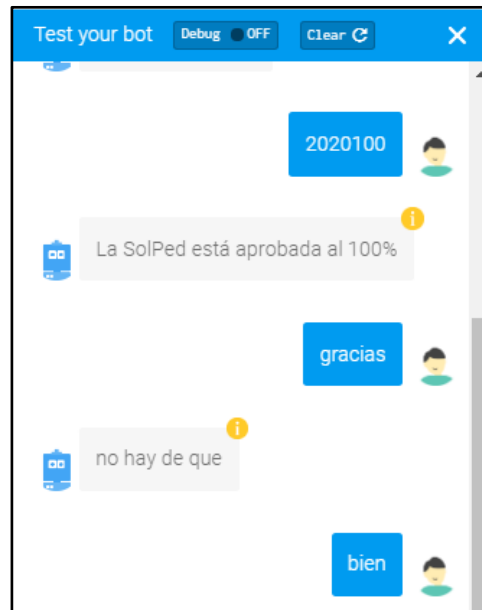 Test your bot Debug OFF Clear
2020100
La SolPed está aprobada al 100%
gracias
no hay de que
bien